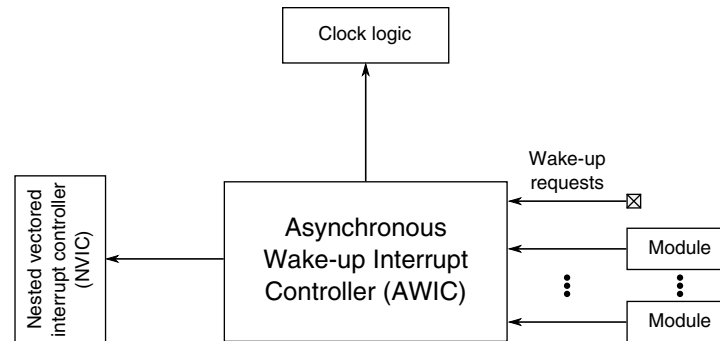 Clock logic
Wake-up
requests
Nested vectored
interrupt controller
(NVIC)
Asynchronous
Wake-up Interrupt
Controller (AWIC)
Module
Module